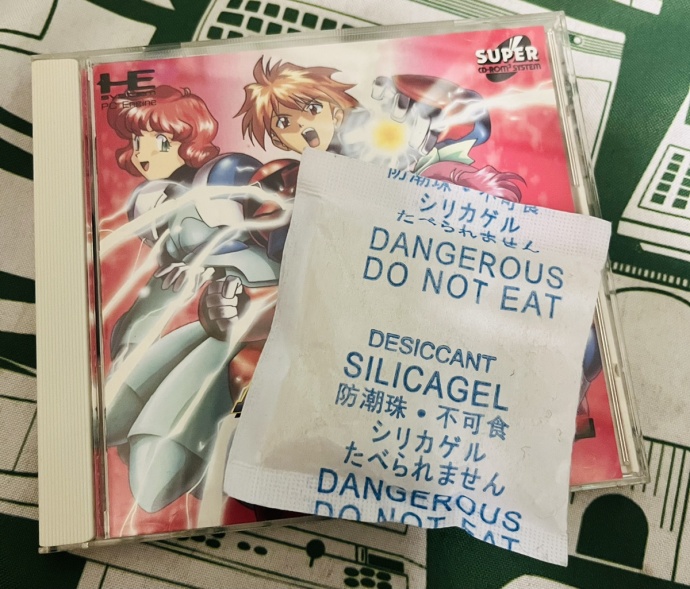 HE
SYSTEM
PC Engine
SUPER
CD-ROM² SYSTEM
防潮珠・不可食
シリカゲル
たべられません
DANGEROUS
DO NOT EAT
DESICCANT
SILICAGEL
防潮珠・不可食
シリカゲル
たべられません
DANGEROUS
DO NOT EAT